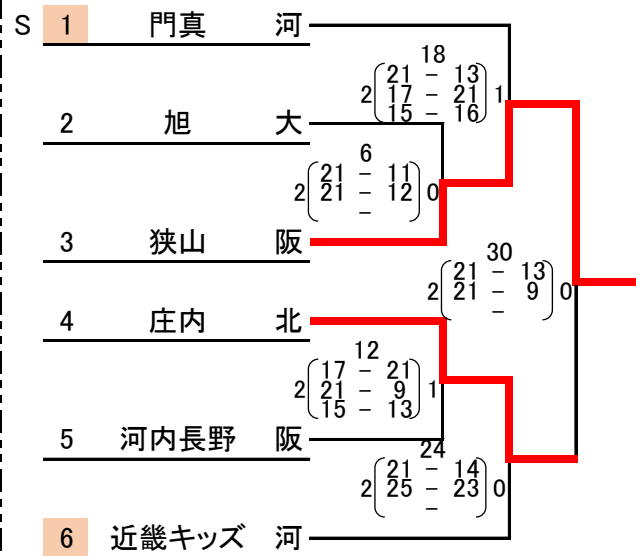 S 1 門真 河
18
2 21 - 13 1
17 - 21
15 - 16
2 旭 大
6
2 21 - 11 0
21 - 12
-
3 狭山 阪
30
2 21 - 13 0
21 - 9
-
4 庄内 北
12
2 17 - 21 1
21 - 9
15 - 13
5 河内長野 阪
24
2 21 - 14 0
25 - 23
-
6 近畿キッズ 河